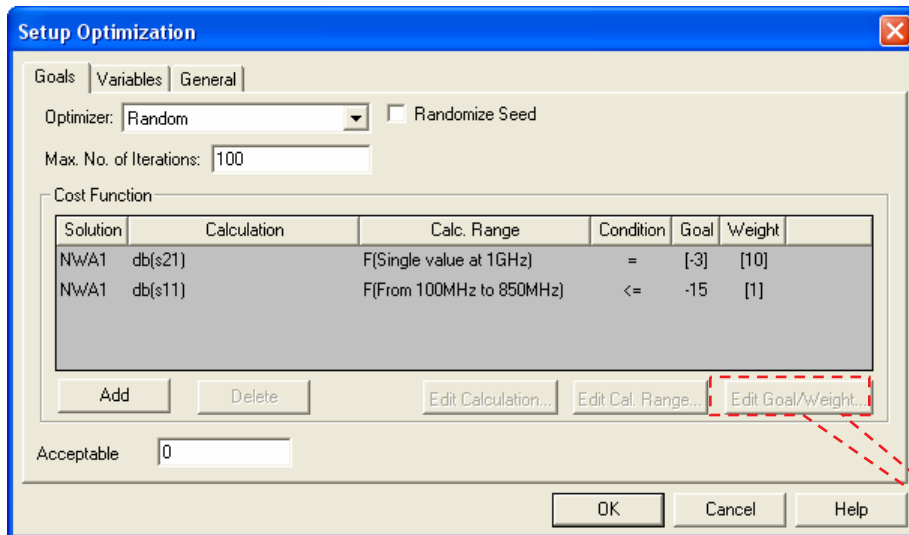 Setup Optimization
Goals Variables General
Optimizer: Random Randomize Seed
Max. No. of Iterations: 100
Cost Function
Solution Calculation Calc. Range Condition Goal Weight
NWA1 db(s21) F(Single value at 1GHz) = [-3] [10]
NWA1 db(s11) F(From 100MHz to 850MHz) <= -15 [1]
Add Delete Edit Calculation... Edit Cal. Range... Edit Goal/Weight...
Acceptable 0
OK Cancel Help